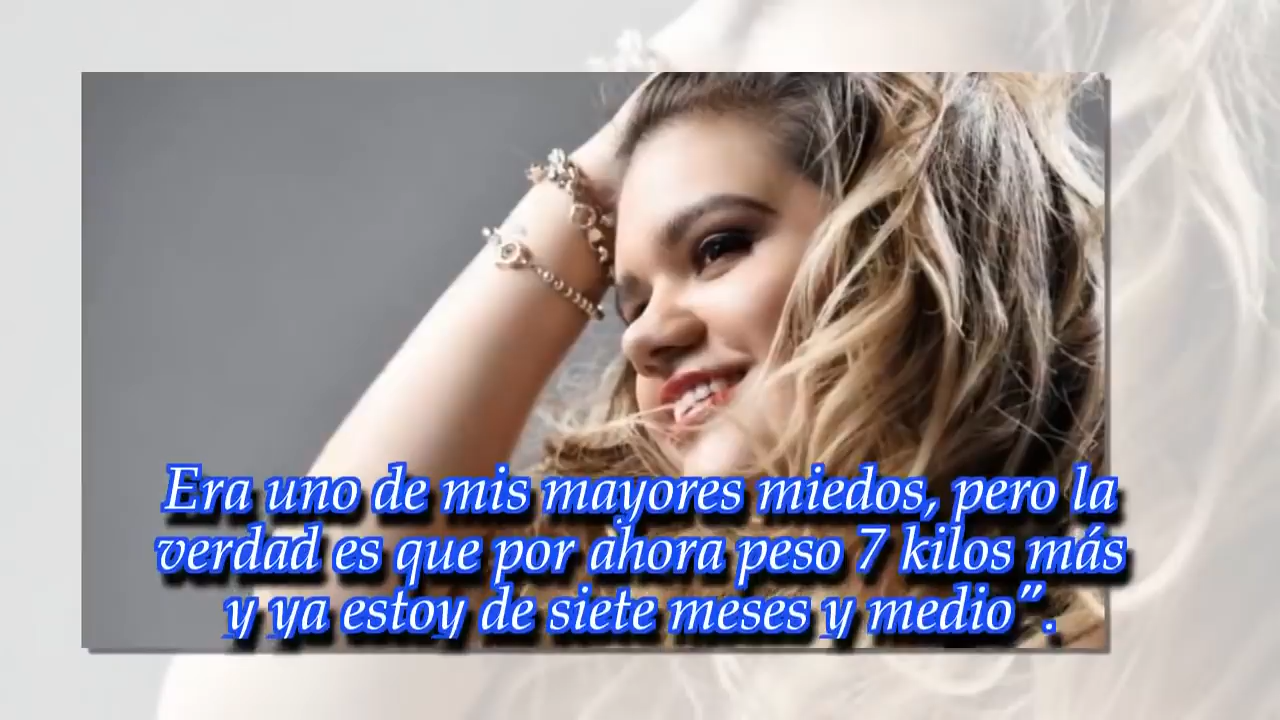 Era uno de mis mayores miedos, pero la
verdad es que por ahora peso 7 kilos más
y ya estoy de siete meses y medio”.